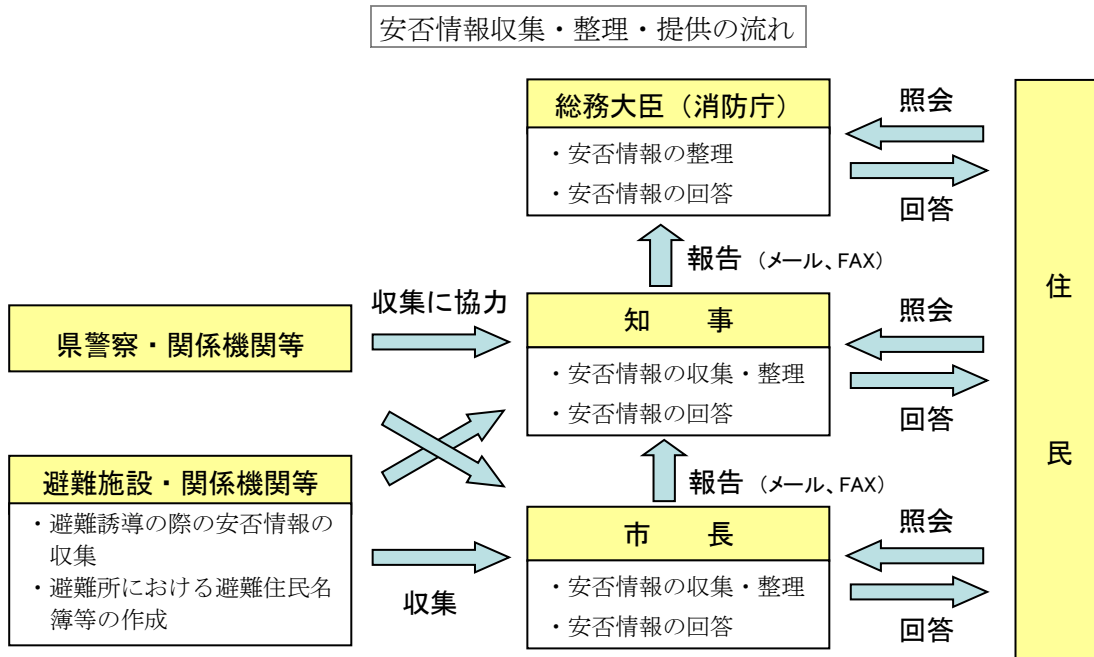 安否情報収集・整理・提供の流れ
総務大臣（消防庁）
・安否情報の整理
・安否情報の回答
照会
回答
報告（メール、FAX）
県警察・関係機関等
収集に協力
知　　事
・安否情報の収集・整理
・安否情報の回答
照会
回答
報告（メール、FAX）
避難施設・関係機関等
・避難誘導の際の安否情報の
収集
・避難所における避難住民名
簿等の作成
収集
市　　長
・安否情報の収集・整理
・安否情報の回答
照会
回答
住
民